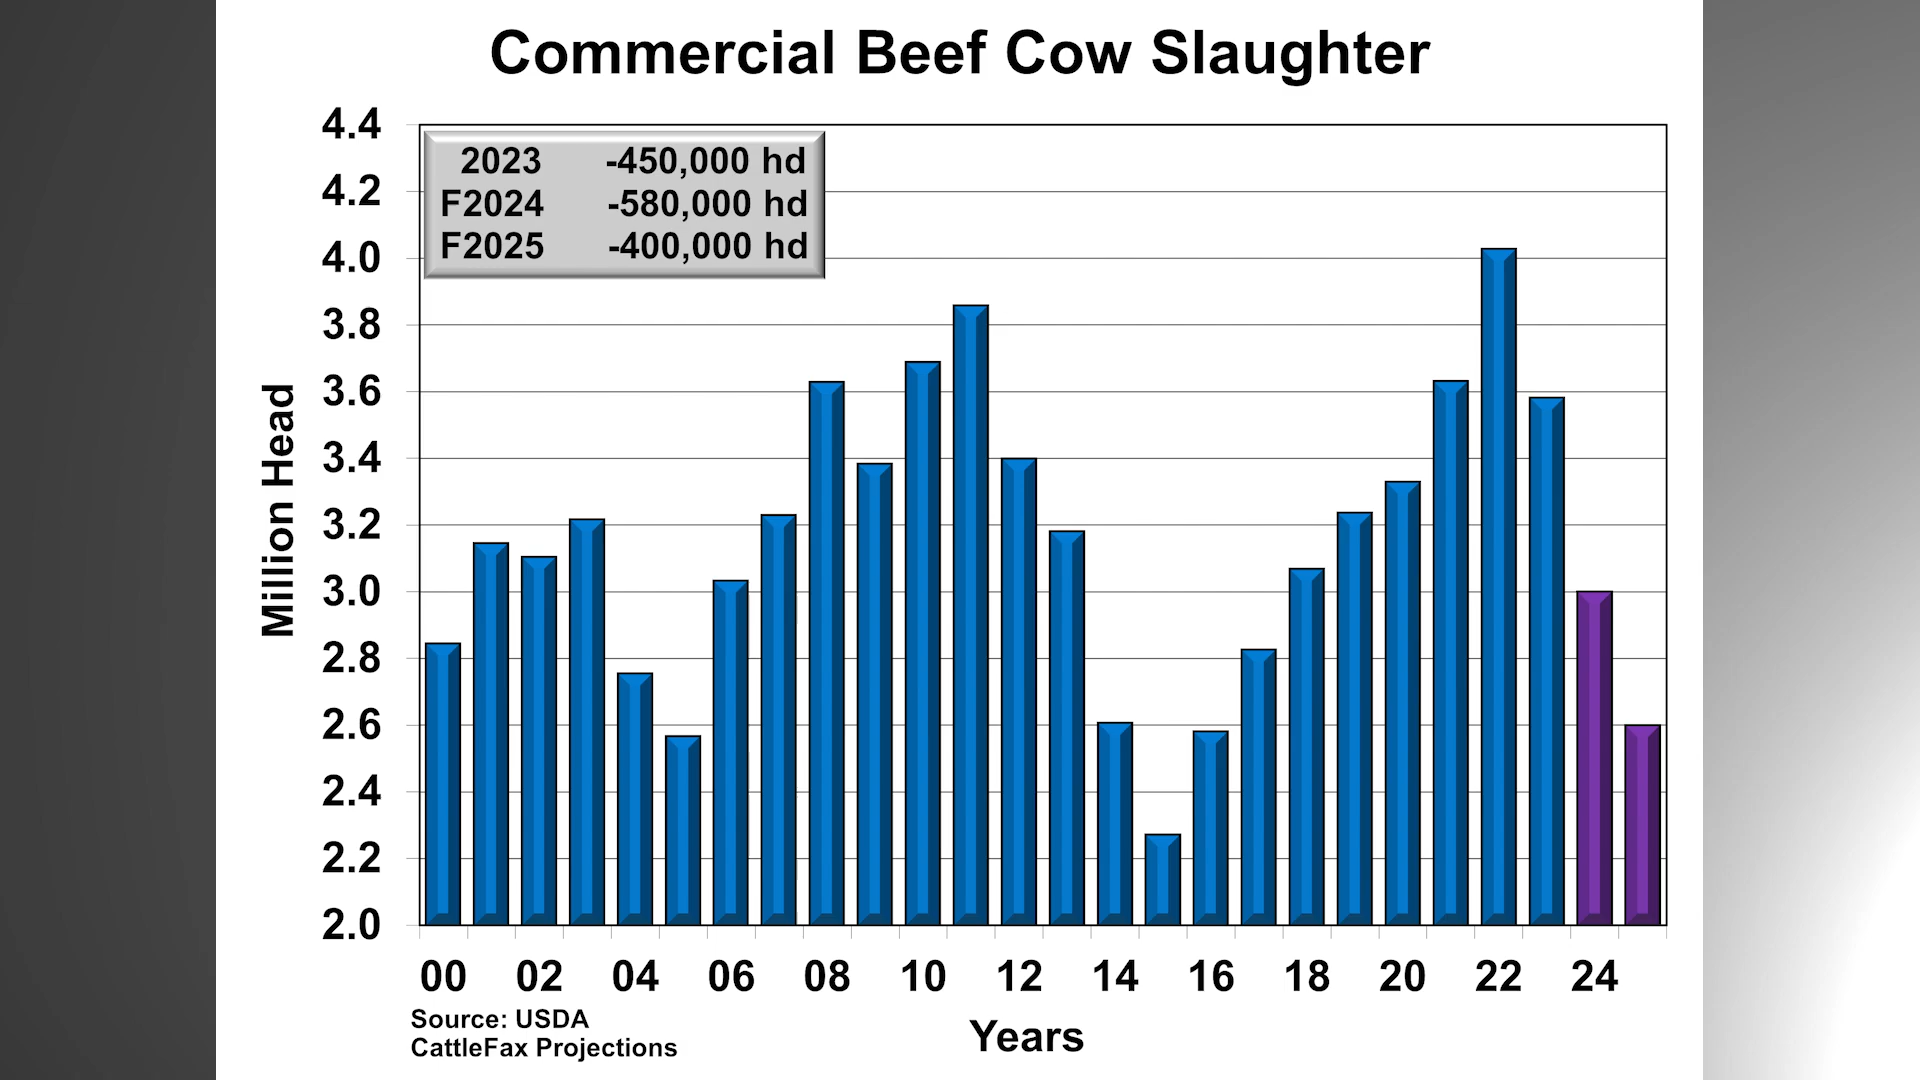 Commercial Beef Cow Slaughter
2023 -450,000 hd
F2024 -580,000 hd
F2025 -400,000 hd
Million Head
4.4
4.2
4.0
3.8
3.6
3.4
3.2
3.0
2.8
2.6
2.4
2.2
2.0
00 02 04 06 08 10 12 14 16 18 20 22 24
Years
Source: USDA
CattleFax Projections